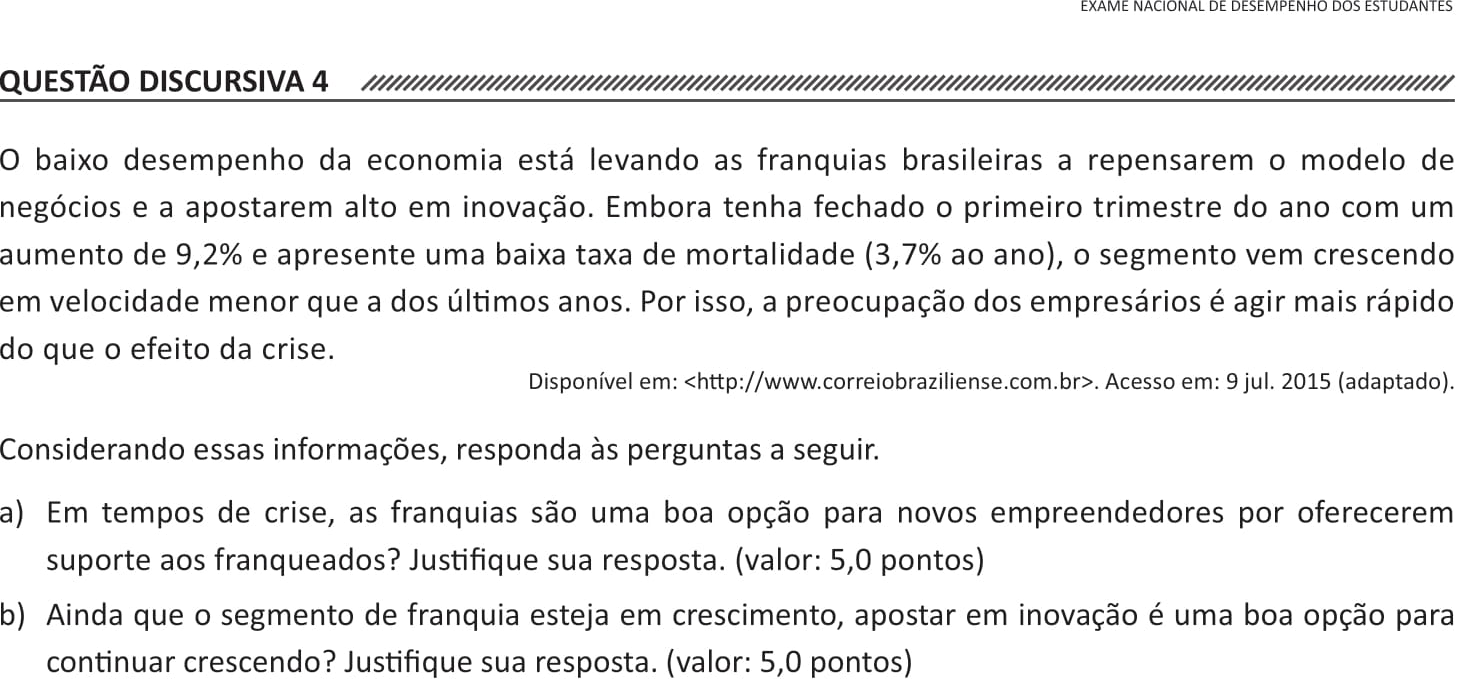 EXAME NACIONAL DE DESEMPENHO DOS ESTUDANTES
QUESTÃO DISCURSIVA 4
O baixo desempenho da economia está levando as franquias brasileiras a repensarem o modelo de
negócios e a apostarem alto em inovação. Embora tenha fechado o primeiro trimestre do ano com um
aumento de 9,2% e apresente uma baixa taxa de mortalidade (3,7% ao ano), o segmento vem crescendo
em velocidade menor que a dos últimos anos. Por isso, a preocupação dos empresários é agir mais rápido
do que o efeito da crise.
Disponível em: <http://www.correiobraziliense.com.br>. Acesso em: 9 jul. 2015 (adaptado).
Considerando essas informações, responda às perguntas a seguir.
a) Em tempos de crise, as franquias são uma boa opção para novos empreendedores por oferecerem
suporte aos franqueados? Justifique sua resposta. (valor: 5,0 pontos)
b) Ainda que o segmento de franquia esteja em crescimento, apostar em inovação é uma boa opção para
continuar crescendo? Justifique sua resposta. (valor: 5,0 pontos)